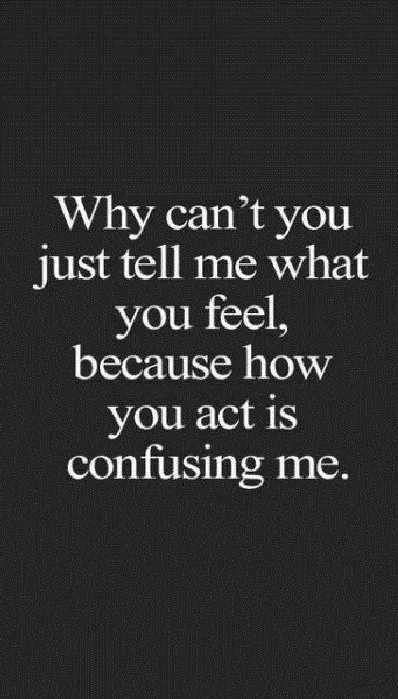 Why can’t you
just tell me what
you feel,
because how
you act is
confusing me.